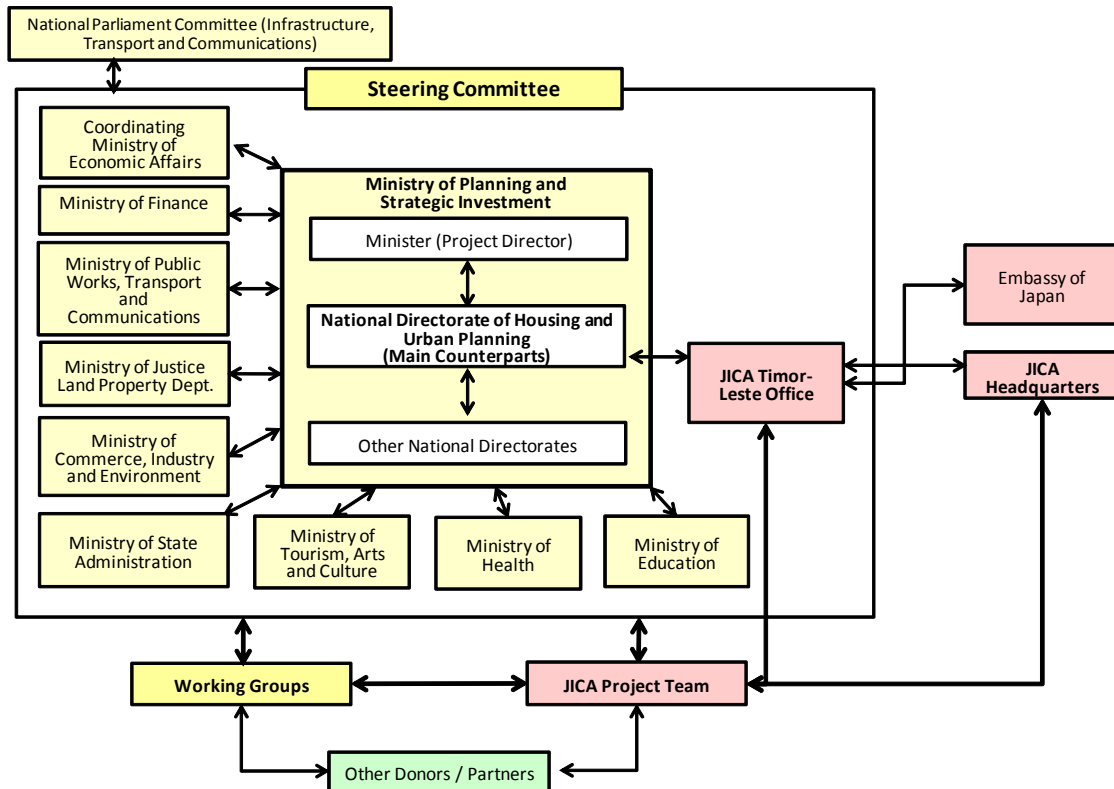 National Parliament Committee (Infrastructure,
Transport and Communications)
Steering Committee
Coordinating
Ministry of
Economic Affairs
Ministry of Finance
Ministry of Public
Works, Transport
and
Communications
Ministry of Justice
Land Property Dept.
Ministry of
Commerce, Industry
and Environment
Ministry of State
Administration
Ministry of Planning and
Strategic Investment
Minister (Project Director)
National Directorate of Housing and
Urban Planning
(Main Counterparts)
Other National Directorates
Ministry of
Tourism, Arts
and Culture
Ministry of
Health
Ministry of
Education
JICA Timor-
Leste Office
Embassy of
Japan
JICA
Headquarters
Working Groups
JICA Project Team
Other Donors / Partners